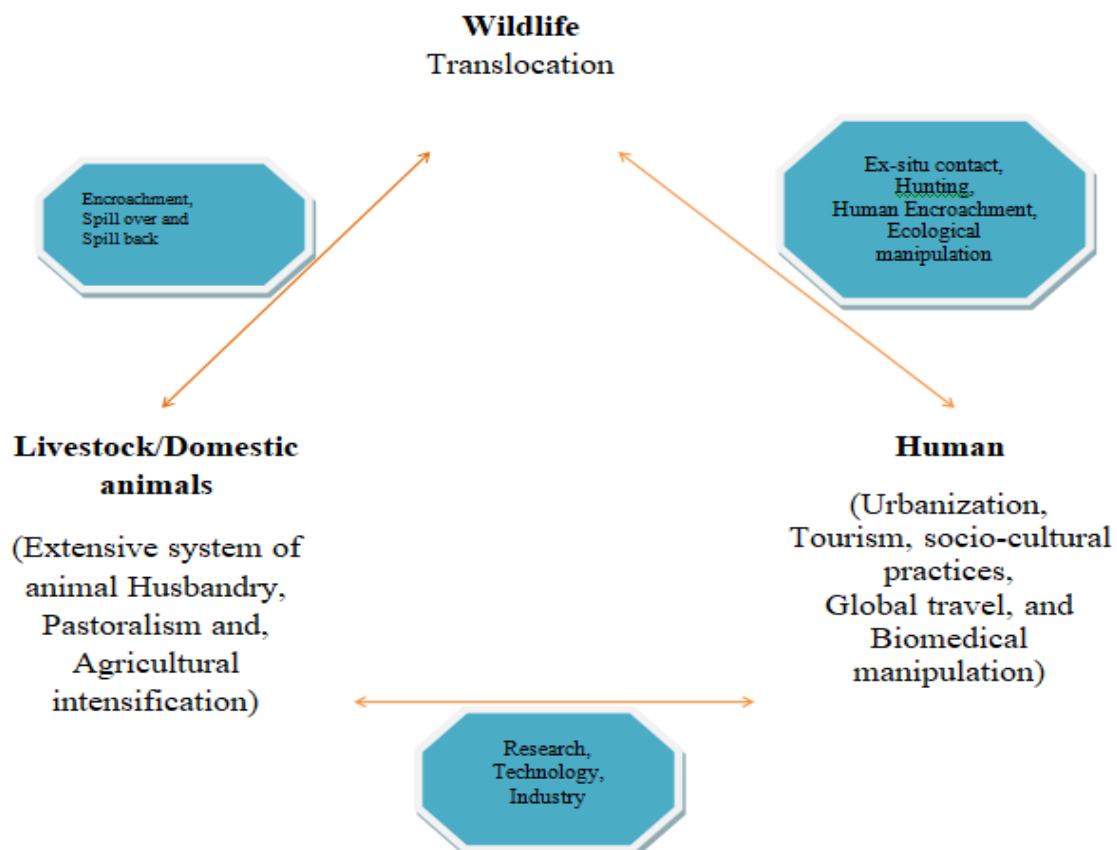 Wildlife
Translocation
Encroachment,
Spill over and
Spill back
Ex-situ contact,
Hunting,
Human Encroachment,
Ecological
manipulation
Livestock/Domestic
animals
(Extensive system of
animal Husbandry,
Pastoralism and,
Agricultural
intensification)
Human
(Urbanization,
Tourism, socio-cultural
practices,
Global travel, and
Biomedical
manipulation)
Research,
Technology,
Industry